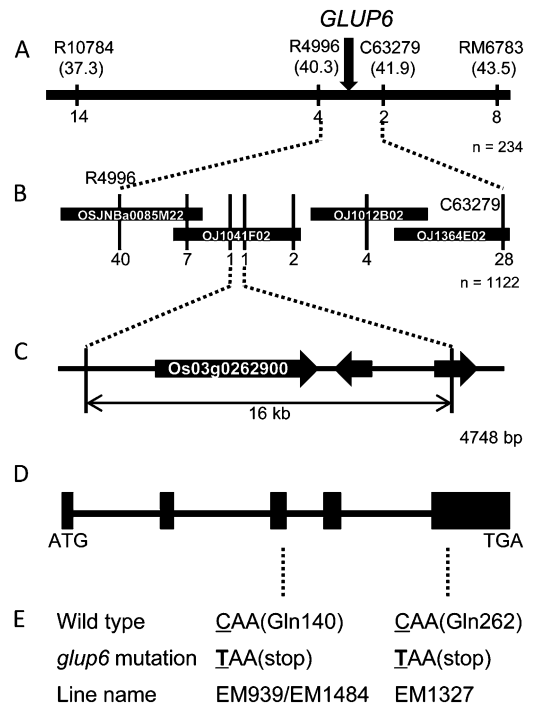 GLUP6
A
R10784 R4996 C63279 RM6783
(37.3) (40.3) (41.9) (43.5)
14 4 2 8
n = 234
R4996
B
C63279
OSJNBa0085M22 OJ1012B02
OJ1041F02 OJ1364E02
40 7 1 1 2 4 28
n = 1122
C
Os03g0262900
16 kb
4748 bp
D
ATG TGA
E
Wild type CAA(Gln140) CAA(Gln262)
glup6 mutation TAA(stop) TAA(stop)
Line name EM939/EM1484 EM1327